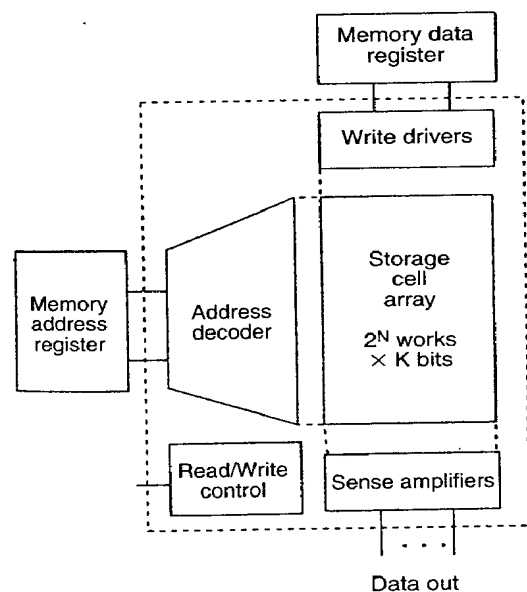 Memory data
register
Write drivers
Storage
cell
array
2ᴺ works
× K bits
Memory
address
register
Address
decoder
Read/Write
control
Sense amplifiers
Data out